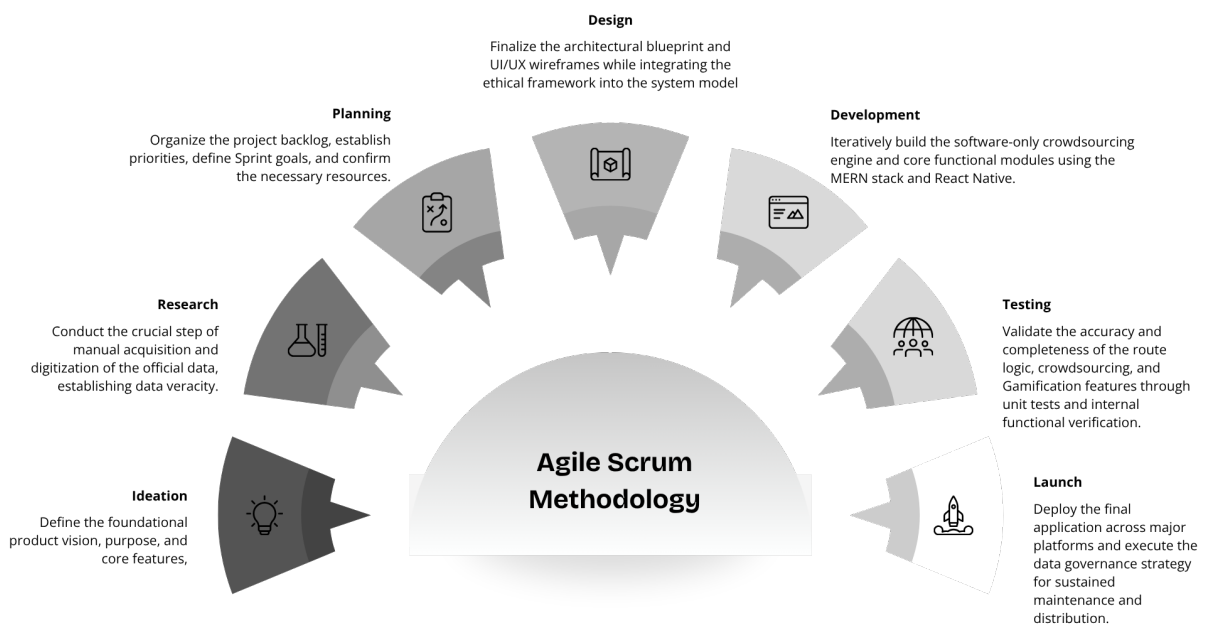 Design
Finalize the architectural blueprint and
UI/UX wireframes while integrating the
ethical framework into the system model
Planning
Organize the project backlog, establish
priorities, define Sprint goals, and confirm
the necessary resources.
Development
Iteratively build the software-only crowdsourcing
engine and core functional modules using the
MERN stack and React Native.
Research
Conduct the crucial step of
manual acquisition and
digitization of the official data,
establishing data veracity.
Testing
Validate the accuracy and
completeness of the route
logic, crowdsourcing, and
Gamification features through
unit tests and internal
functional verification.
Agile Scrum
Methodology
Ideation
Define the foundational
product vision, purpose, and
core features,
Launch
Deploy the final
application across major
platforms and execute the
data governance strategy
for sustained
maintenance and
distribution.